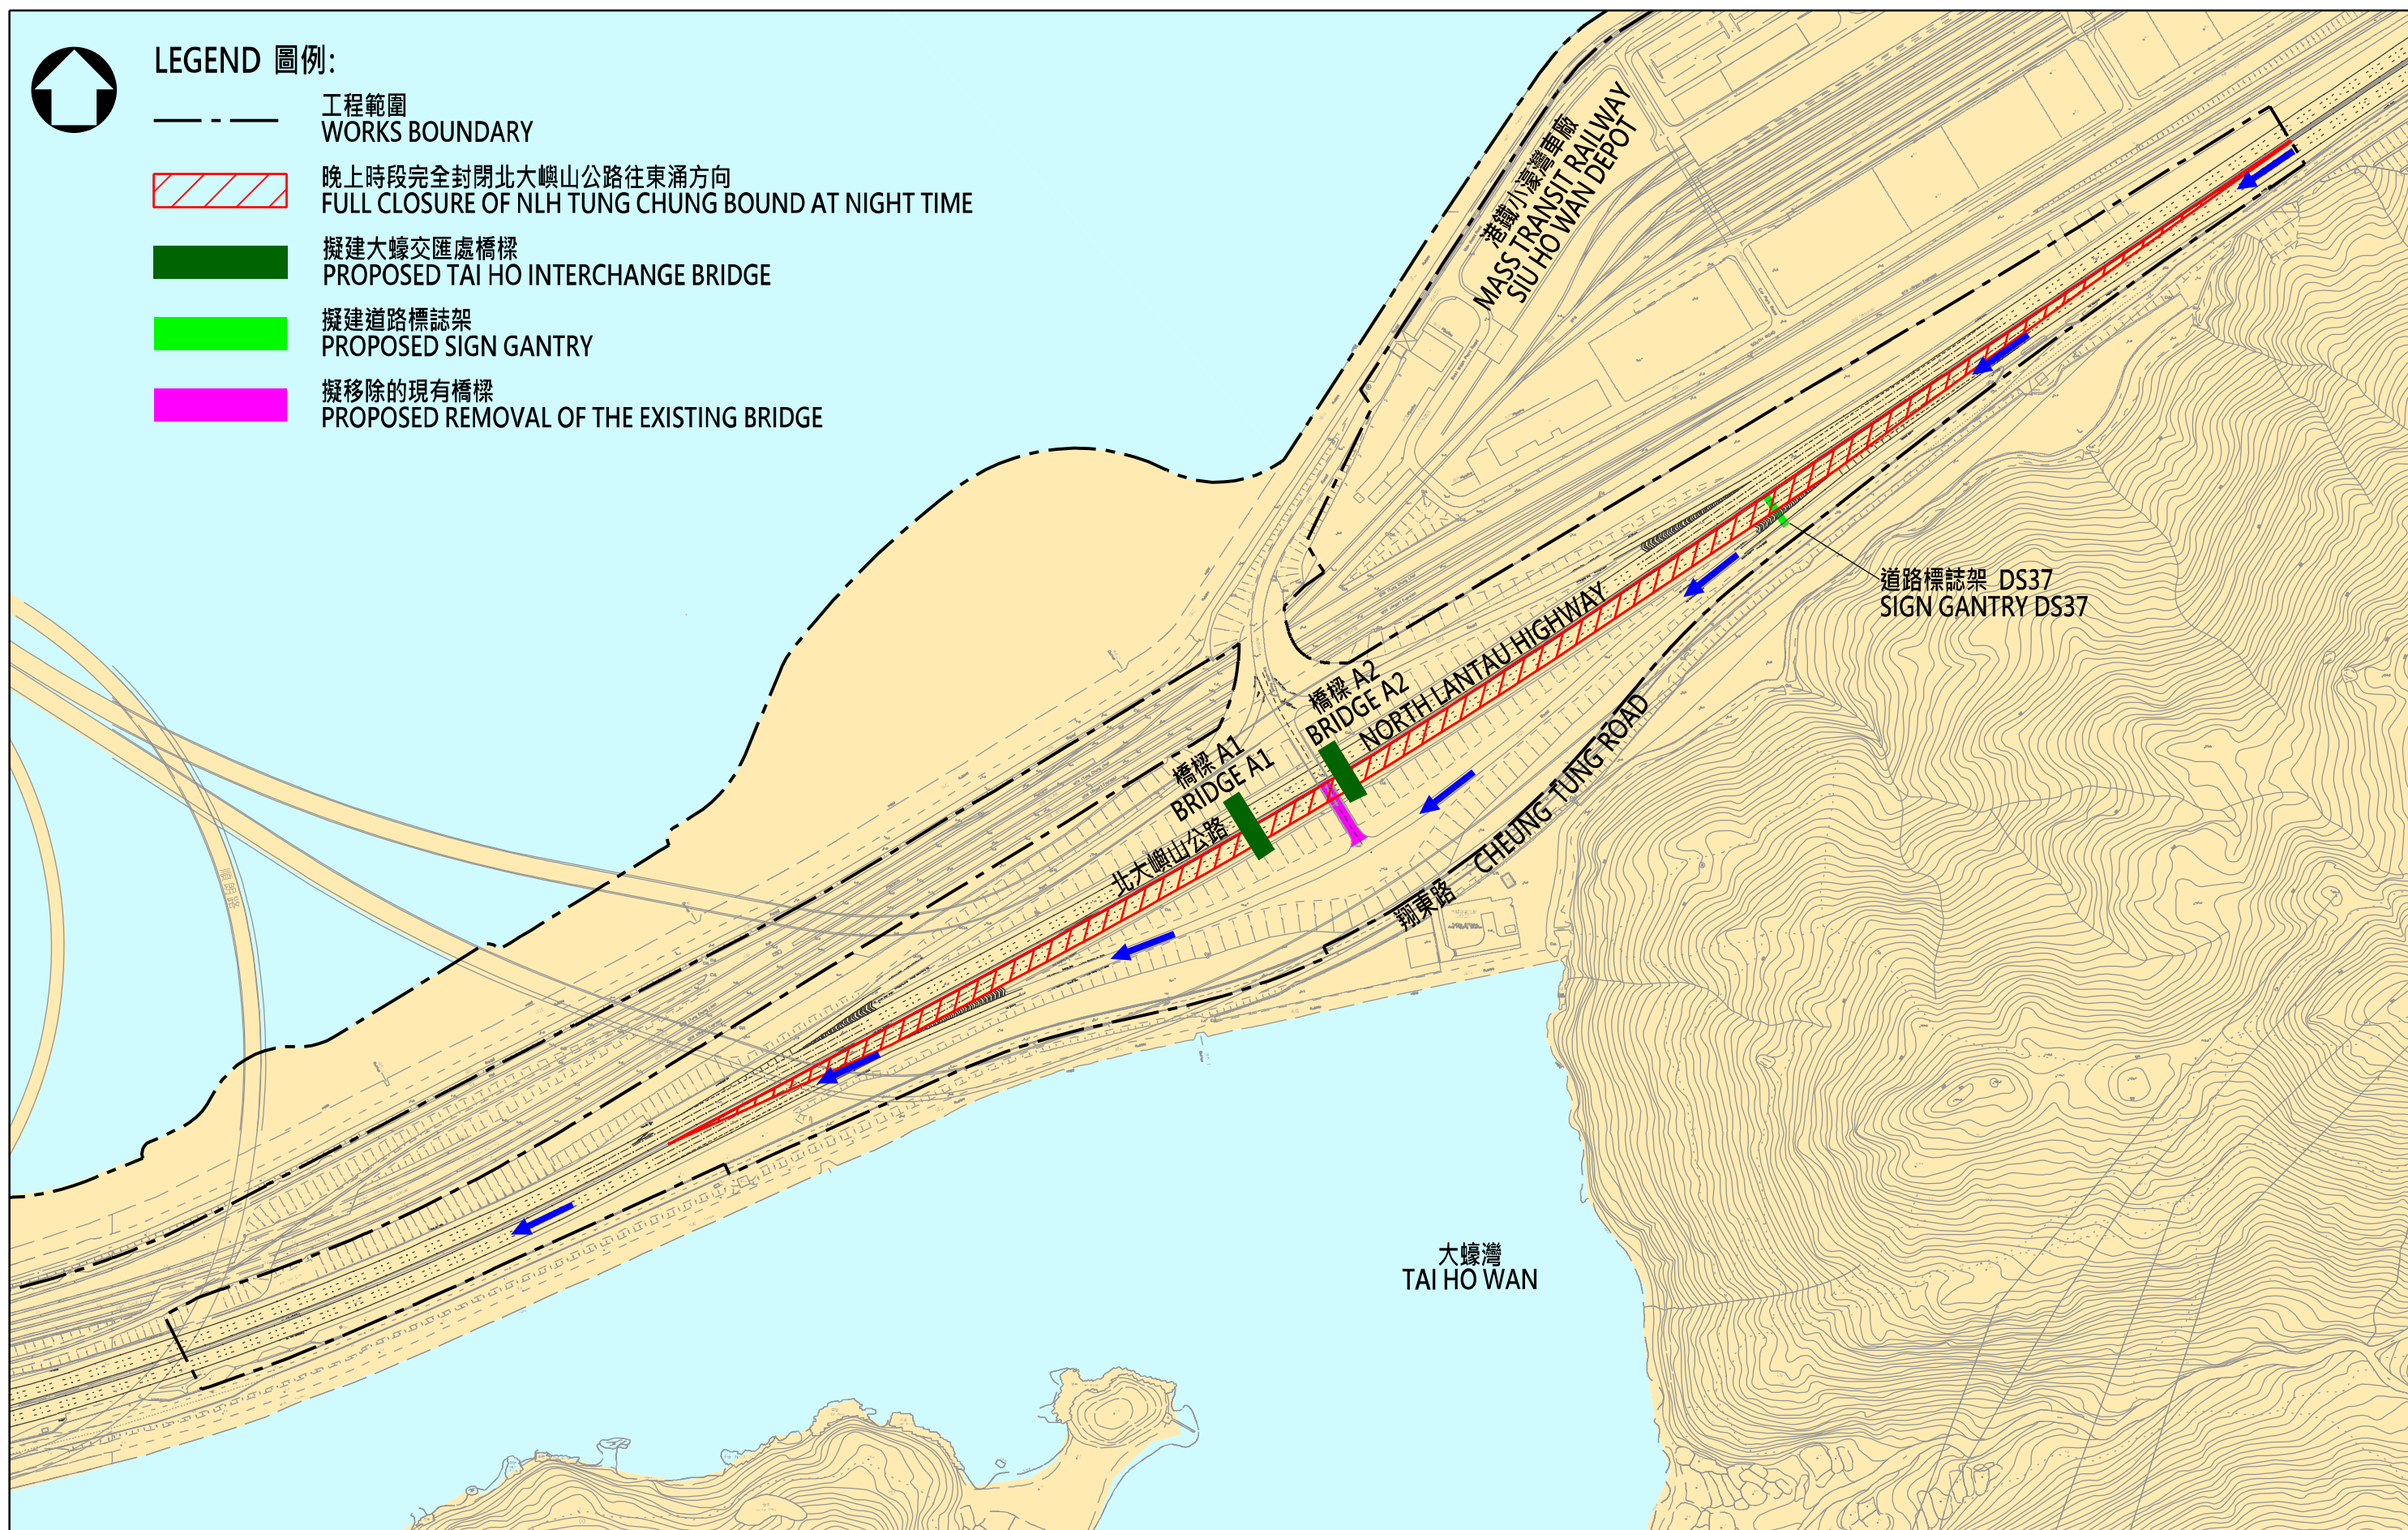 LEGEND 圖例:
工程範圍
WORKS BOUNDARY
晚上時段完全封閉北大嶼山公路往東涌方向
FULL CLOSURE OF NLH TUNG CHUNG BOUND AT NIGHT TIME
擬建大蠔交匯處橋樑
PROPOSED TAI HO INTERCHANGE BRIDGE
擬建道路標誌架
PROPOSED SIGN GANTRY
擬移除的現有橋樑
PROPOSED REMOVAL OF THE EXISTING BRIDGE
港鐵小濠灣車廠
MASS TRANSIT RAILWAY
SIU HO WAN DEPOT
道路標誌架 DS37
SIGN GANTRY DS37
橋樑 A2
BRIDGE A2
NORTH LANTAU HIGHWAY
橋樑 A1
BRIDGE A1
北大嶼山公路
翔東路 CHEUNG TUNG ROAD
順朗路
大蠔灣
TAI HO WAN